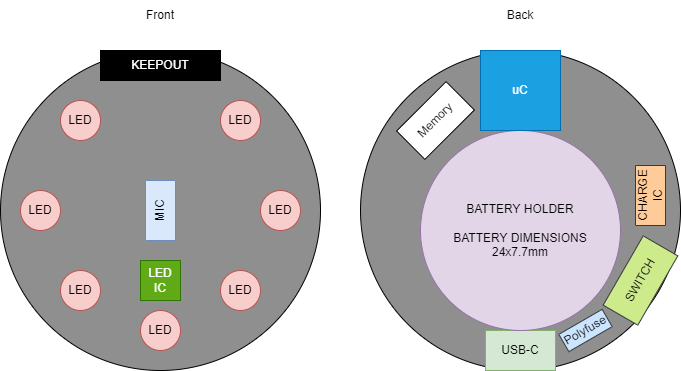 Front
KEEPOUT
LED
LED
LED
MIC
LED
LED
IC
LED
LED
LED
Back
uC
Memory
CHARGE
IC
BATTERY HOLDER
BATTERY DIMENSIONS
24x7.7mm
SWITCH
Polyfuse
USB-C